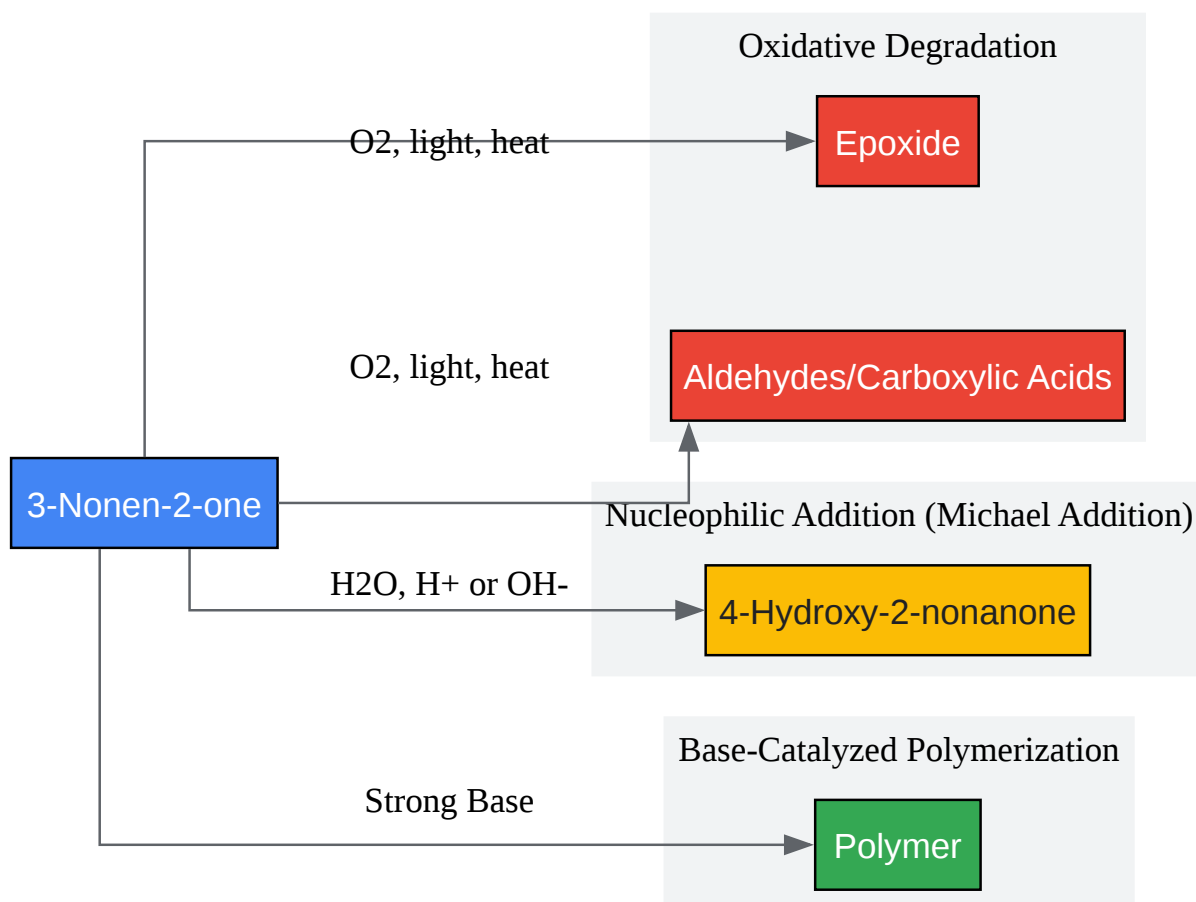 Oxidative Degradation
O2, light, heat
Epoxide
O2, light, heat
Aldehydes/Carboxylic Acids
3-Nonen-2-one
Nucleophilic Addition (Michael Addition)
H2O, H+ or OH-
4-Hydroxy-2-nonanone
Base-Catalyzed Polymerization
Strong Base
Polymer